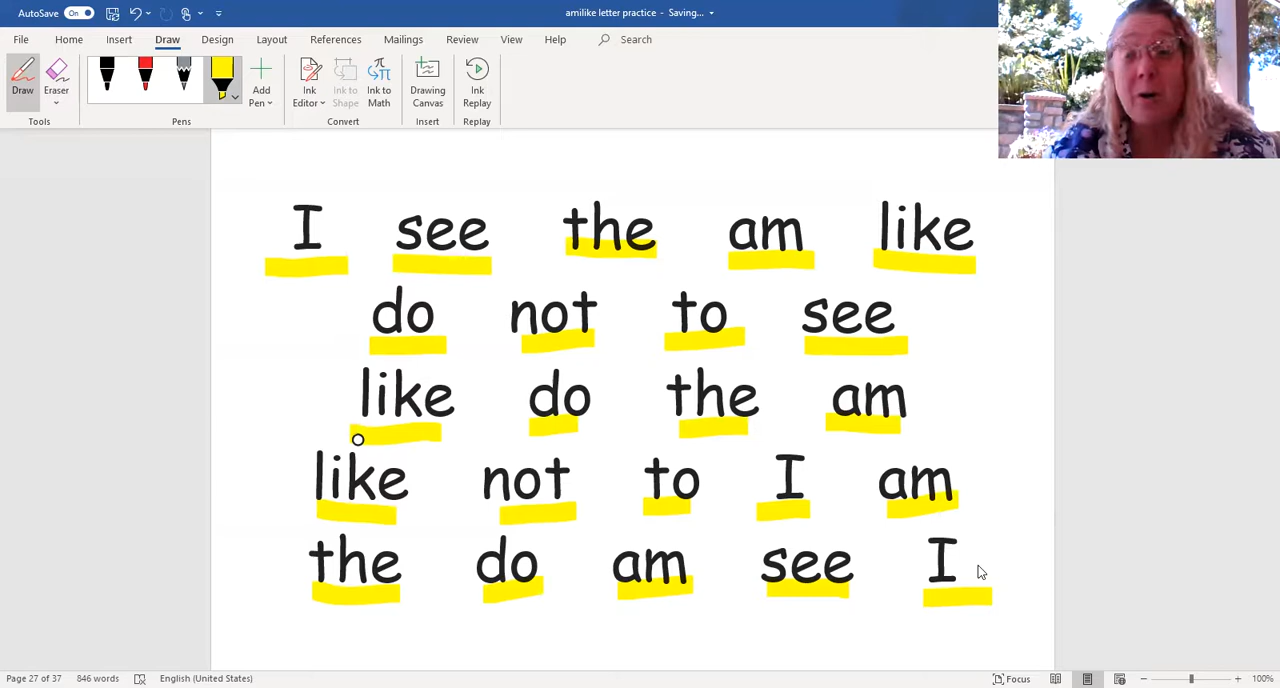 AutoSave On amilike letter practice - Saving...
File Home Insert Draw Design Layout References Mailings Review View Help Search
Draw Eraser Add Pen Ink Editor Ink to Shape Ink to Math Drawing Canvas Ink Replay
Tools Pens Convert Insert Replay
I see the am like
do not to see
like do the am
like not to I am
the do am see I
Page 27 of 37 846 words English (United States) Focus 100%